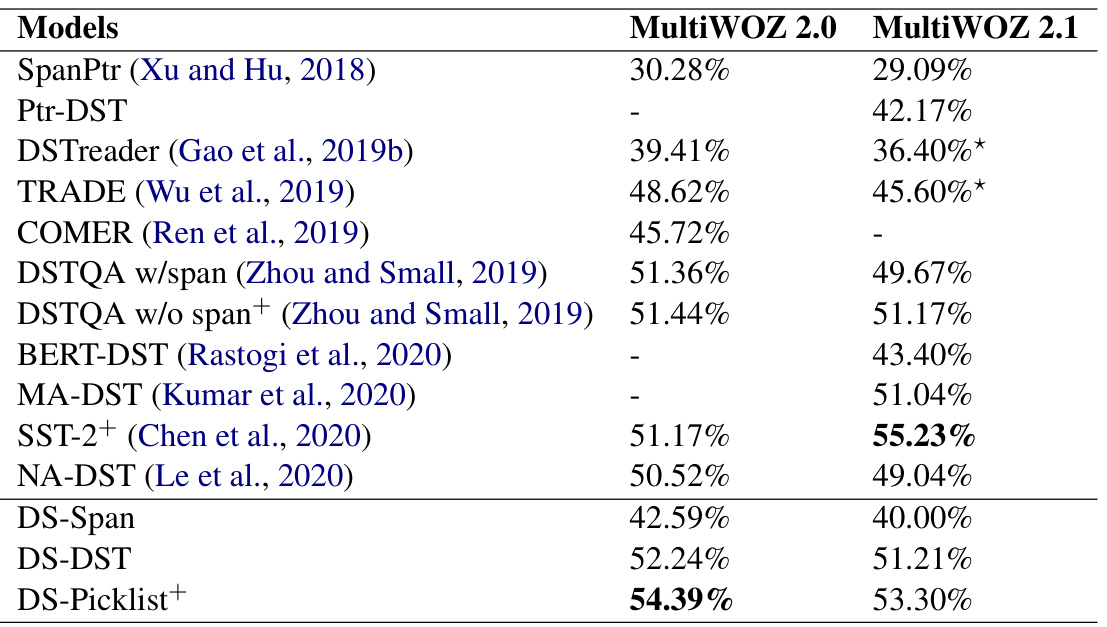 Models MultiWOZ 2.0 MultiWOZ 2.1
SpanPtr (Xu and Hu, 2018) 30.28% 29.09%
Ptr-DST - 42.17%
DSTreader (Gao et al., 2019b) 39.41% 36.40%⋆
TRADE (Wu et al., 2019) 48.62% 45.60%⋆
COMER (Ren et al., 2019) 45.72% -
DSTQA w/span (Zhou and Small, 2019) 51.36% 49.67%
DSTQA w/o span+ (Zhou and Small, 2019) 51.44% 51.17%
BERT-DST (Rastogi et al., 2020) - 43.40%
MA-DST (Kumar et al., 2020) - 51.04%
SST-2+ (Chen et al., 2020) 51.17% 55.23%
NA-DST (Le et al., 2020) 50.52% 49.04%
DS-Span 42.59% 40.00%
DS-DST 52.24% 51.21%
DS-Picklist+ 54.39% 53.30%